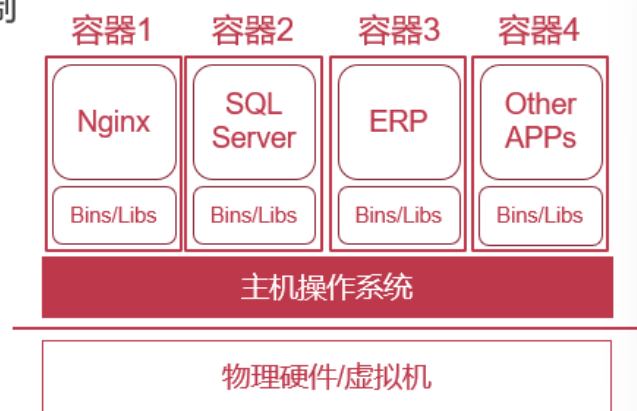 制
容器1 容器2 容器3 容器4
Nginx SQL Server ERP Other APPs
Bins/Libs Bins/Libs Bins/Libs Bins/Libs
主机操作系统
物理硬件/虚拟机